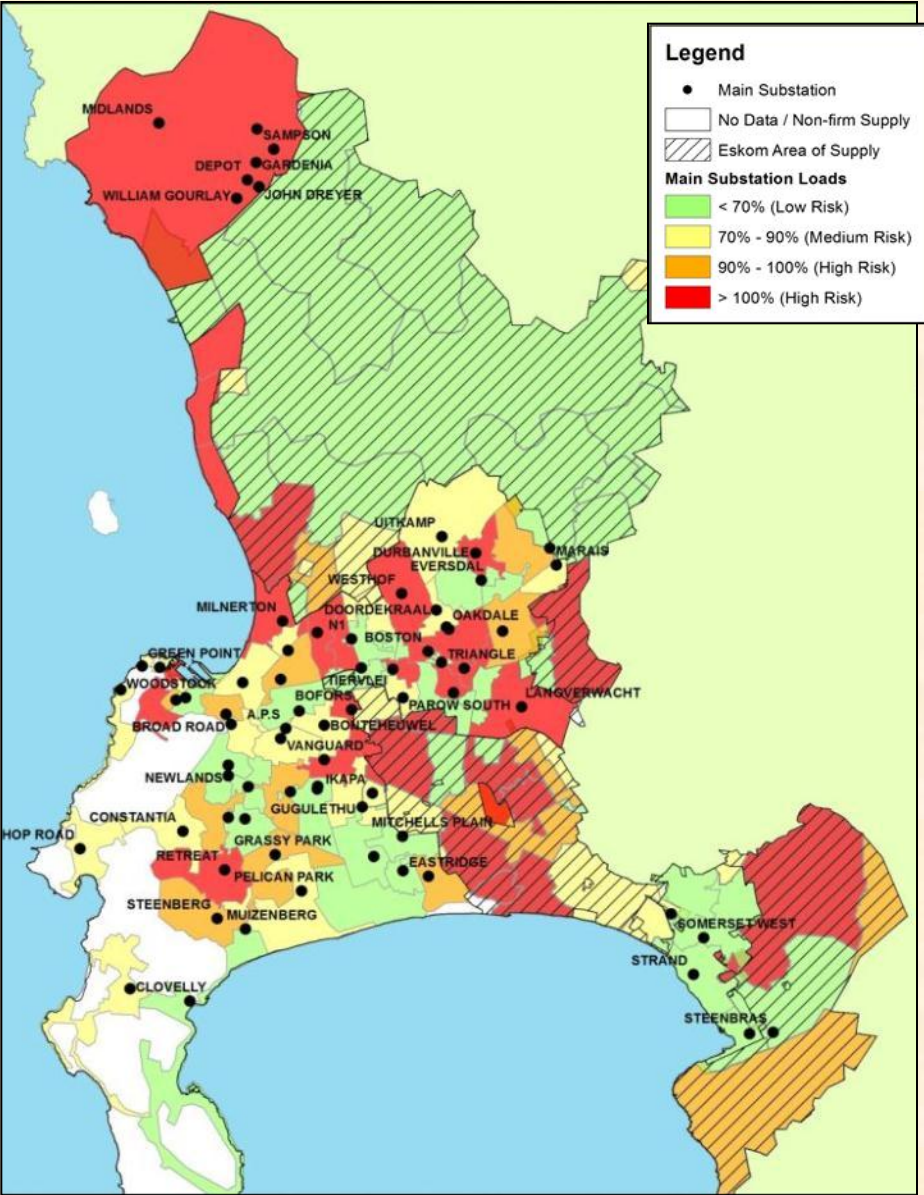 Legend
Main Substation
No Data / Non-firm Supply
Eskom Area of Supply
Main Substation Loads
< 70% (Low Risk)
70% - 90% (Medium Risk)
90% - 100% (High Risk)
> 100% (High Risk)
MIDLANDS
SAMPSON
DEPOT
GARDENIA
WILLIAM GOURLAY
JOHN DREYER
UITKAMP
DURBANVILLE
MARAIS
EVERSDAL
WESTHOF
MILNERTON
DOORDEKRAAL
OAKDALE
N1
BOSTON
GREEN POINT
TRIANGLE
TIERVLEI
WOODSTOCK
BOFORS
LANGVERWACHT
PAROW SOUTH
A.P.S
BROAD ROAD
BONTEHEUWEL
VANGUARD
NEWLANDS
IKAPA
GUGULETHU
CONSTANTIA
MITCHELLS PLAIN
HOP ROAD
GRASSY PARK
RETREAT
EASTRIDGE
PELICAN PARK
STEENBERG
MUIZENBERG
SOMERSET WEST
STRAND
CLOVELLY
STEENBRAS